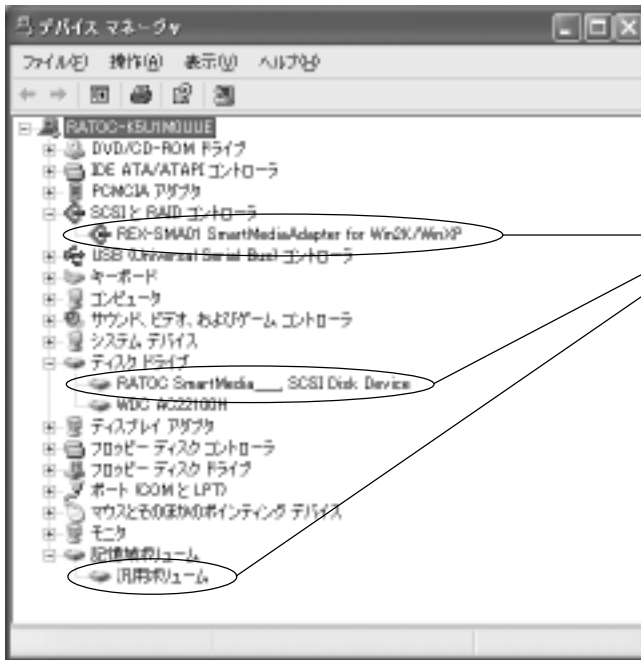 デバイス マネージャ
ファイル(F) 操作(A) 表示(V) ヘルプ(H)
RATOC-K5U1M0UUE
DVD/CD-ROM ドライブ
IDE ATA/ATAPI コントローラ
PCMCIA アダプタ
SCSI と RAID コントローラ
REX-SMA01 SmartMediaAdapter for Win2K/WinXP
USB (Universal Serial Bus) コントローラ
キーボード
コンピュータ
サウンド、ビデオ、およびゲーム コントローラ
システム デバイス
ディスク ドライブ
RATOC SmartMedia___ SCSI Disk Device
WDC AC22100H
ディスプレイ アダプタ
フロッピー ディスク コントローラ
フロッピー ディスク ドライブ
ポート (COM と LPT)
マウスとそのほかのポインティング デバイス
モニタ
記憶域ボリューム
汎用ボリューム